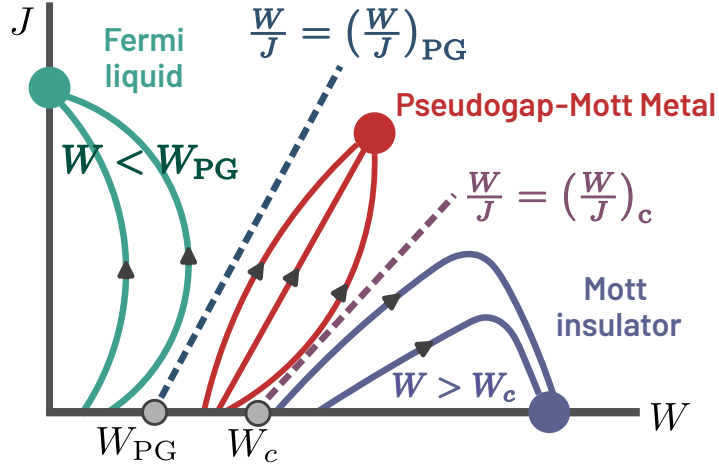 J
Fermi
liquid
W/J = (W/J)_PG
Pseudogap-Mott Metal
W < W_PG
W/J = (W/J)_c
Mott
insulator
W > W_c
W_PG
W_c
W